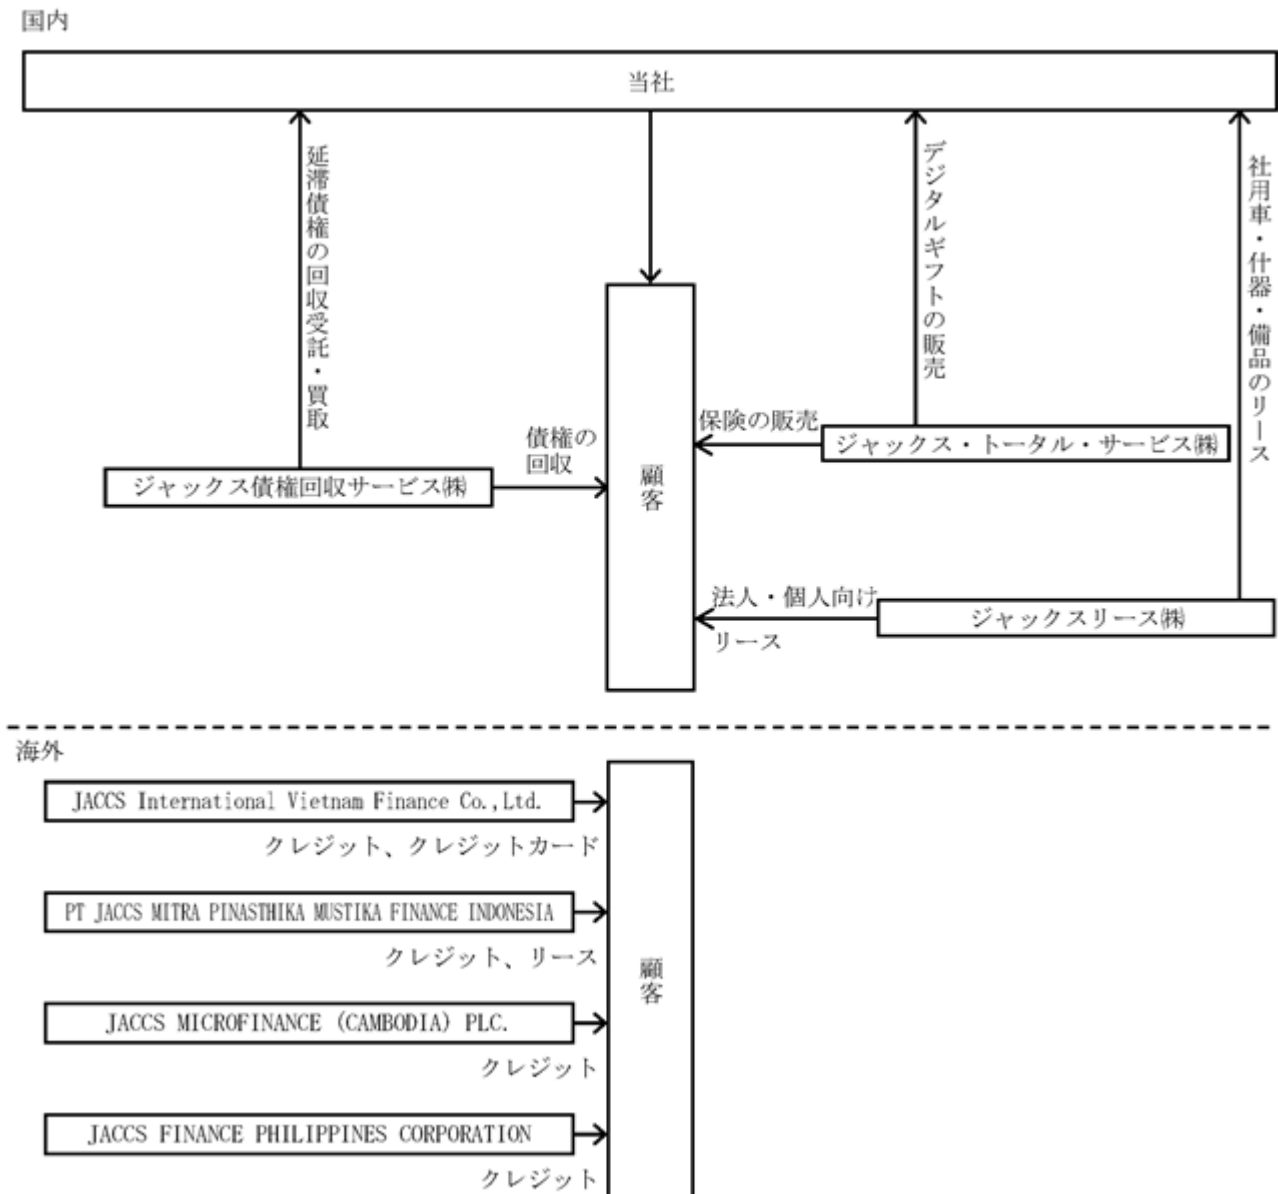 国内
当社
延滞債権の回収受託・買取
デジタルギフトの販売
社用車・什器・備品のリース
債権の
回収
ジャックス債権回収サービス㈱
顧客
保険の販売
ジャックス・トータル・サービス㈱
法人・個人向け
リース
ジャックスリース㈱
海外
JACCS International Vietnam Finance Co.,Ltd.
クレジット、クレジットカード
PT JACCS MITRA PINASTHIKA MUSTIKA FINANCE INDONESIA
クレジット、リース
顧客
JACCS MICROFINANCE (CAMBODIA) PLC.
クレジット
JACCS FINANCE PHILIPPINES CORPORATION
クレジット